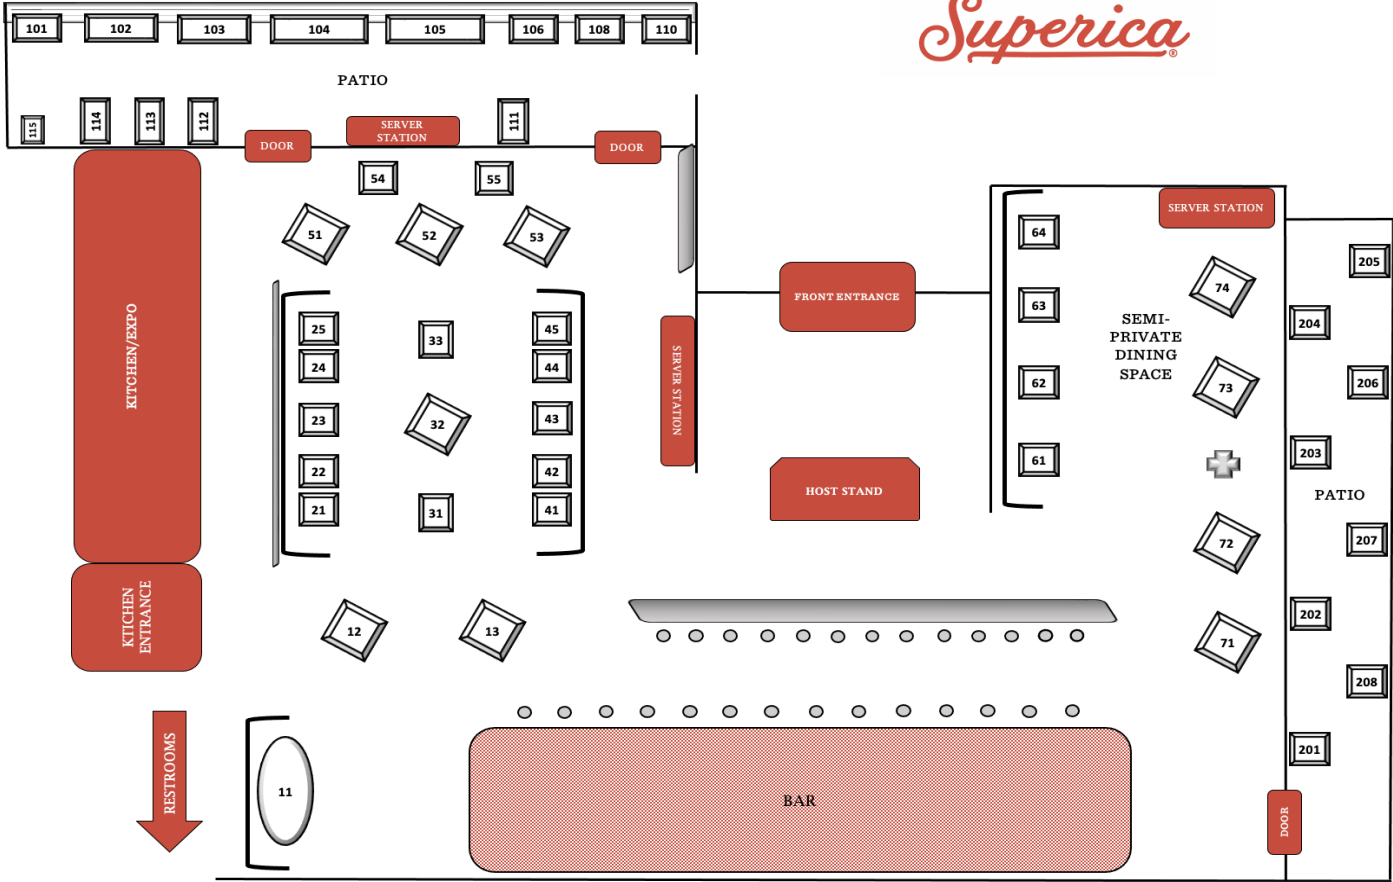 Superica®
101
102
103
104
105
106
108
110
PATIO
115
114
113
112
SERVER
STATION
111
DOOR
DOOR
54
55
51
52
53
KITCHEN/EXPO
25
24
23
22
21
33
32
31
45
44
43
42
41
SERVER STATION
FRONT ENTRANCE
HOST STAND
SERVER STATION
64
63
62
61
SEMI-
PRIVATE
DINING
SPACE
74
73
72
71
205
204
206
203
PATIO
207
202
208
201
DOOR
KTICHEN
ENTRANCE
12
13
RESTROOMS
11
BAR